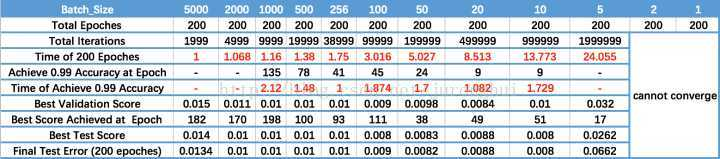 Batch_Size 5000 2000 1000 500 256 100 50 20 10 5 2 1
Total Epoches 200 200 200 200 200 200 200 200 200 200 200 200
Total Iterations 1999 4999 9999 19999 38999 99999 199999 499999 999999 1999999
Time of 200 Epoches 1 1.068 1.16 1.38 1.75 3.016 5.027 8.513 13.773 24.055
Achieve 0.99 Accuracy at Epoch - - 135 78 41 45 24 9 9 -
Time of Achieve 0.99 Accuracy - - 2.12 1.48 1 1.874 1.7 1.082 1.729 -
Best Validation Score 0.015 0.011 0.01 0.01 0.01 0.009 0.0098 0.0084 0.01 0.032
Best Score Achieved at Epoch 182 170 198 100 93 111 38 49 51 17
Best Test Score 0.014 0.01 0.01 0.01 0.01 0.008 0.0083 0.0088 0.008 0.0262
Final Test Error (200 epoches) 0.0134 0.01 0.01 0.01 0.01 0.009 0.0082 0.0088 0.008 0.0662
cannot converge